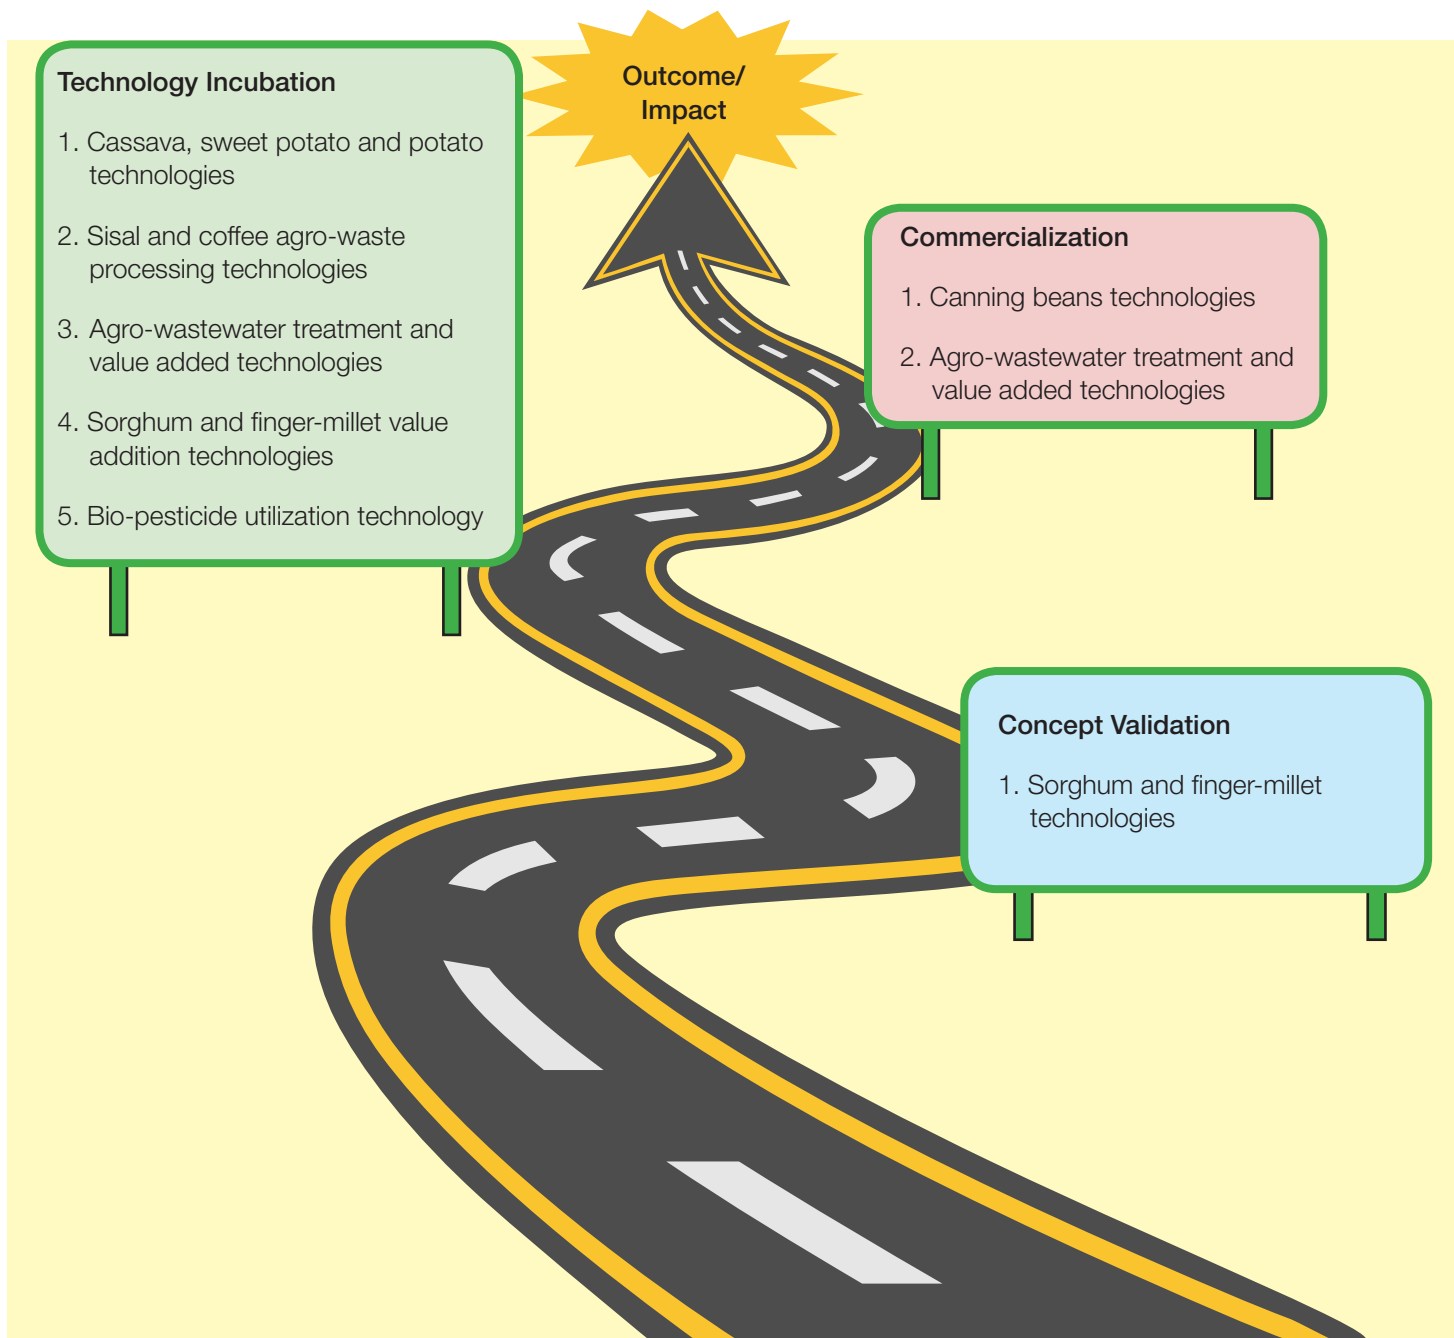 Technology Incubation
1. Cassava, sweet potato and potato
technologies
2. Sisal and coffee agro-waste
processing technologies
3. Agro-wastewater treatment and
value added technologies
4. Sorghum and finger-millet value
addition technologies
5. Bio-pesticide utilization technology
Outcome/
Impact
Commercialization
1. Canning beans technologies
2. Agro-wastewater treatment and
value added technologies
Concept Validation
1. Sorghum and finger-millet
technologies